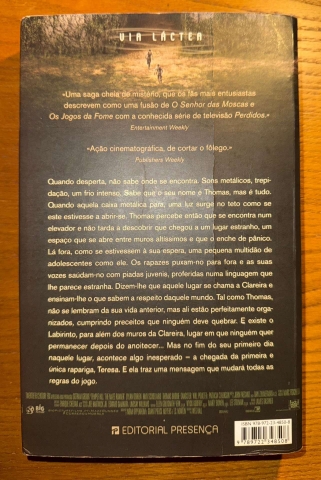 VIA LÁCTEA
«Uma saga cheia de mistério, que os fãs mais entusiastas
descrevem como uma fusão de O Senhor das Moscas e
Os Jogos da Fome com a conhecida série de televisão Perdidos.»
Entertainment Weekly
«Ação cinematográfica, de cortar o fôlego.»
Publishers Weekly
Quando desperta, não sabe onde se encontra. Sons metálicos, trepi-
dação, um frio intenso. Sabe que o seu nome é Thomas, mas é tudo.
Quando aquela caixa metálica para, uma luz surge no teto como se
este estivesse a abrir-se. Thomas percebe então que se encontra num
elevador e não tarda a descobrir que chegou a um lugar estranho, um
espaço que se abre entre muros altíssimos e que o enche de pânico.
Lá fora, como se estivessem à sua espera, uma pequena multidão de
adolescentes como ele. Os rapazes puxam-no para fora e as suas
vozes saúdam-no com piadas juvenis, proferidas numa linguagem que
lhe parece estranha. Dizem-lhe que aquele lugar se chama a Clareira e
ensinam-lhe o que sabem a respeito daquele mundo. Tal como Thomas,
não se lembram da sua vida anterior, mas ali estão perfeitamente orga-
nizados, cumprindo preceitos que ninguém deve quebrar. E existe o
Labirinto, para além dos muros da Clareira, lugar em que ninguém quer
permanecer depois do anoitecer... Mas no fim do seu primeiro dia
naquele lugar, acontece algo inesperado – a chegada da primeira e
única rapariga, Teresa. E ela traz uma mensagem que mudará todas as
regras do jogo.
EDITORIAL PRESENÇA
9 789722 348508